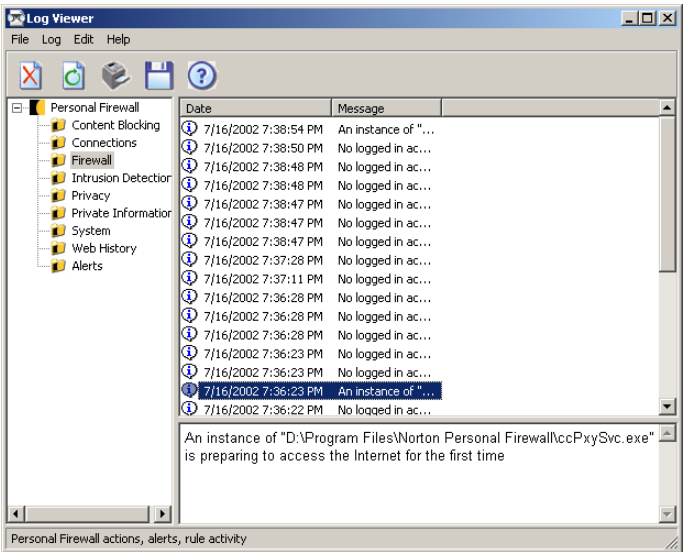 Log Viewer
File Log Edit Help
Personal Firewall
Content Blocking
Connections
Firewall
Intrusion Detection
Privacy
Private Information
System
Web History
Alerts
Date Message
7/16/2002 7:38:54 PM An instance of "...
7/16/2002 7:38:50 PM No logged in ac...
7/16/2002 7:38:48 PM No logged in ac...
7/16/2002 7:38:48 PM No logged in ac...
7/16/2002 7:38:47 PM No logged in ac...
7/16/2002 7:38:47 PM No logged in ac...
7/16/2002 7:38:47 PM No logged in ac...
7/16/2002 7:37:28 PM No logged in ac...
7/16/2002 7:37:11 PM No logged in ac...
7/16/2002 7:36:28 PM No logged in ac...
7/16/2002 7:36:28 PM No logged in ac...
7/16/2002 7:36:28 PM No logged in ac...
7/16/2002 7:36:23 PM No logged in ac...
7/16/2002 7:36:23 PM No logged in ac...
7/16/2002 7:36:23 PM An instance of "...
7/16/2002 7:36:22 PM No logged in ac...
An instance of "D:\Program Files\Norton Personal Firewall\ccPxySvc.exe"
is preparing to access the Internet for the first time
Personal Firewall actions, alerts, rule activity